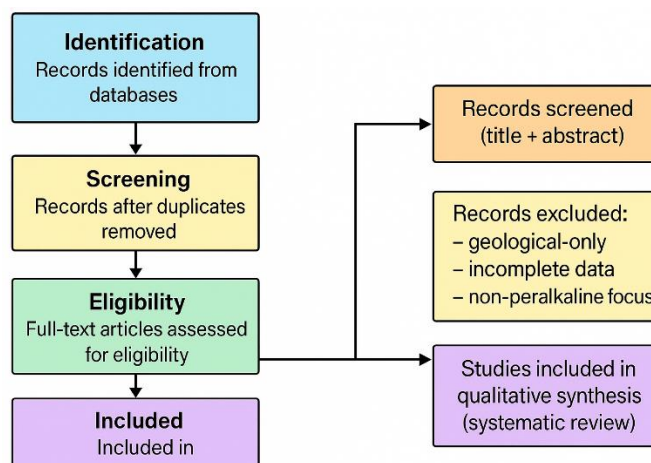 Identification
Records identified from
databases
Screening
Records after duplicates
removed
Eligibility
Full-text articles assessed
for eligibility
Included
Included in
Records screened
(title + abstract)
Records excluded:
– geological-only
– incomplete data
– non-peralkaline focus
Studies included in
qualitative synthesis
(systematic review)